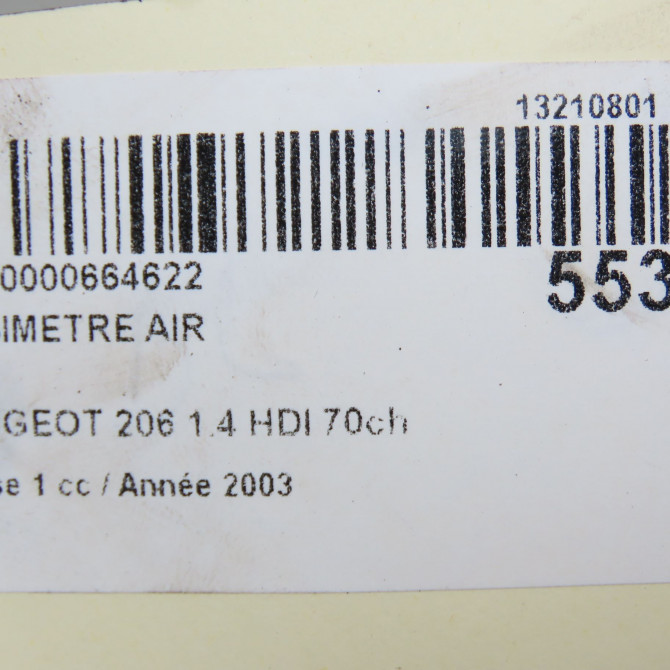 13210801
0000664622
553
IMETRE AIR
GEOT 206 1.4 HDI 70ch
se 1 cc / Année 2003